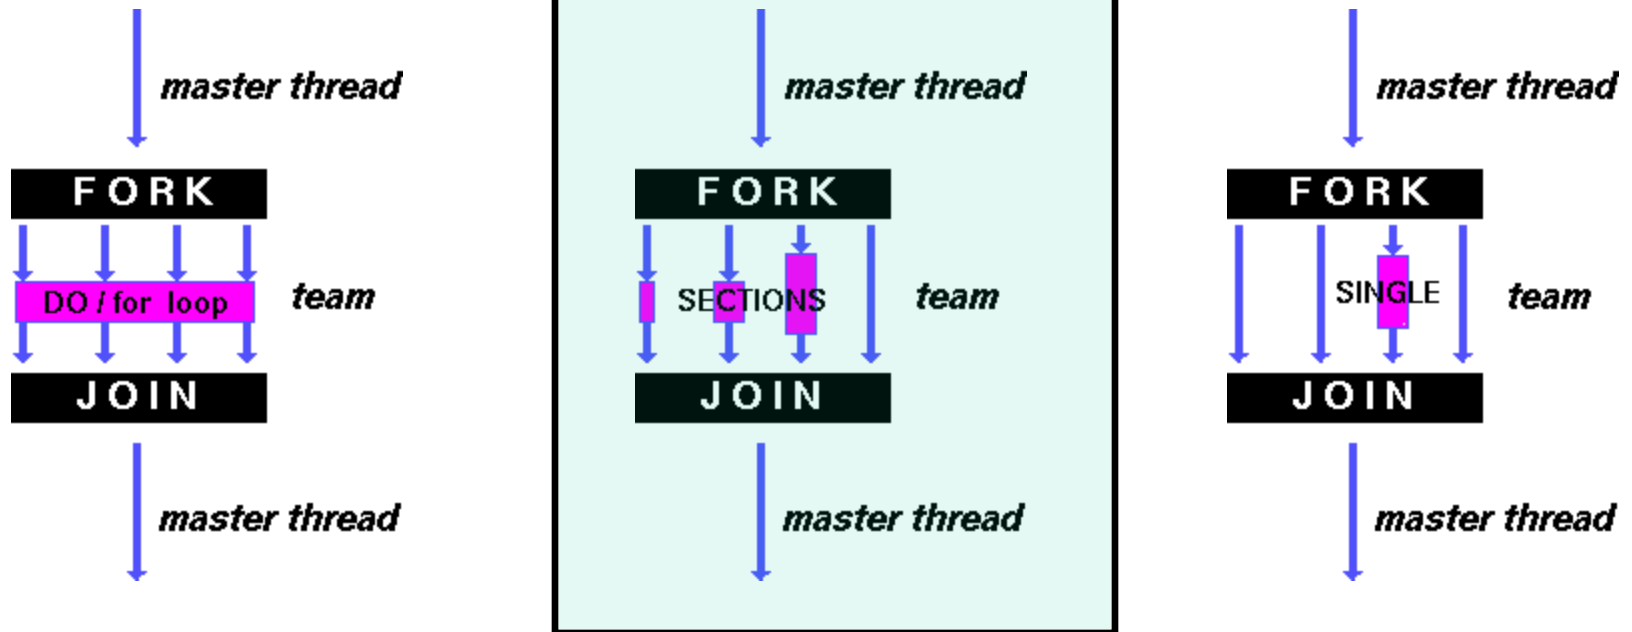 master thread
FORK
DO / for loop
team
JOIN
master thread
master thread
FORK
SECTIONS
team
JOIN
master thread
master thread
FORK
SINGLE
team
JOIN
master thread